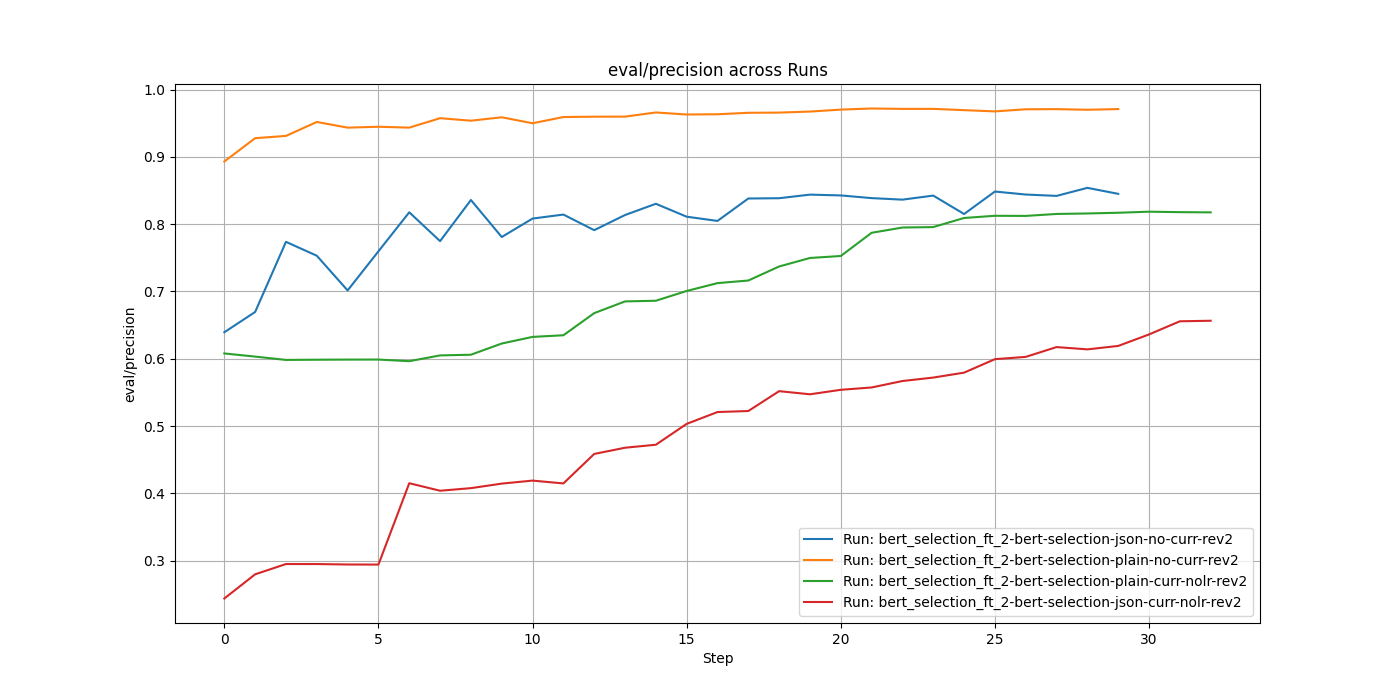 eval/precision across Runs
1.0
0.9
0.8
0.7
0.6
0.5
0.4
0.3
eval/precision
Run: bert_selection_ft_2-bert-selection-json-no-curr-rev2
Run: bert_selection_ft_2-bert-selection-plain-no-curr-rev2
Run: bert_selection_ft_2-bert-selection-plain-curr-nolr-rev2
Run: bert_selection_ft_2-bert-selection-json-curr-nolr-rev2
0 5 10 15 20 25 30
Step